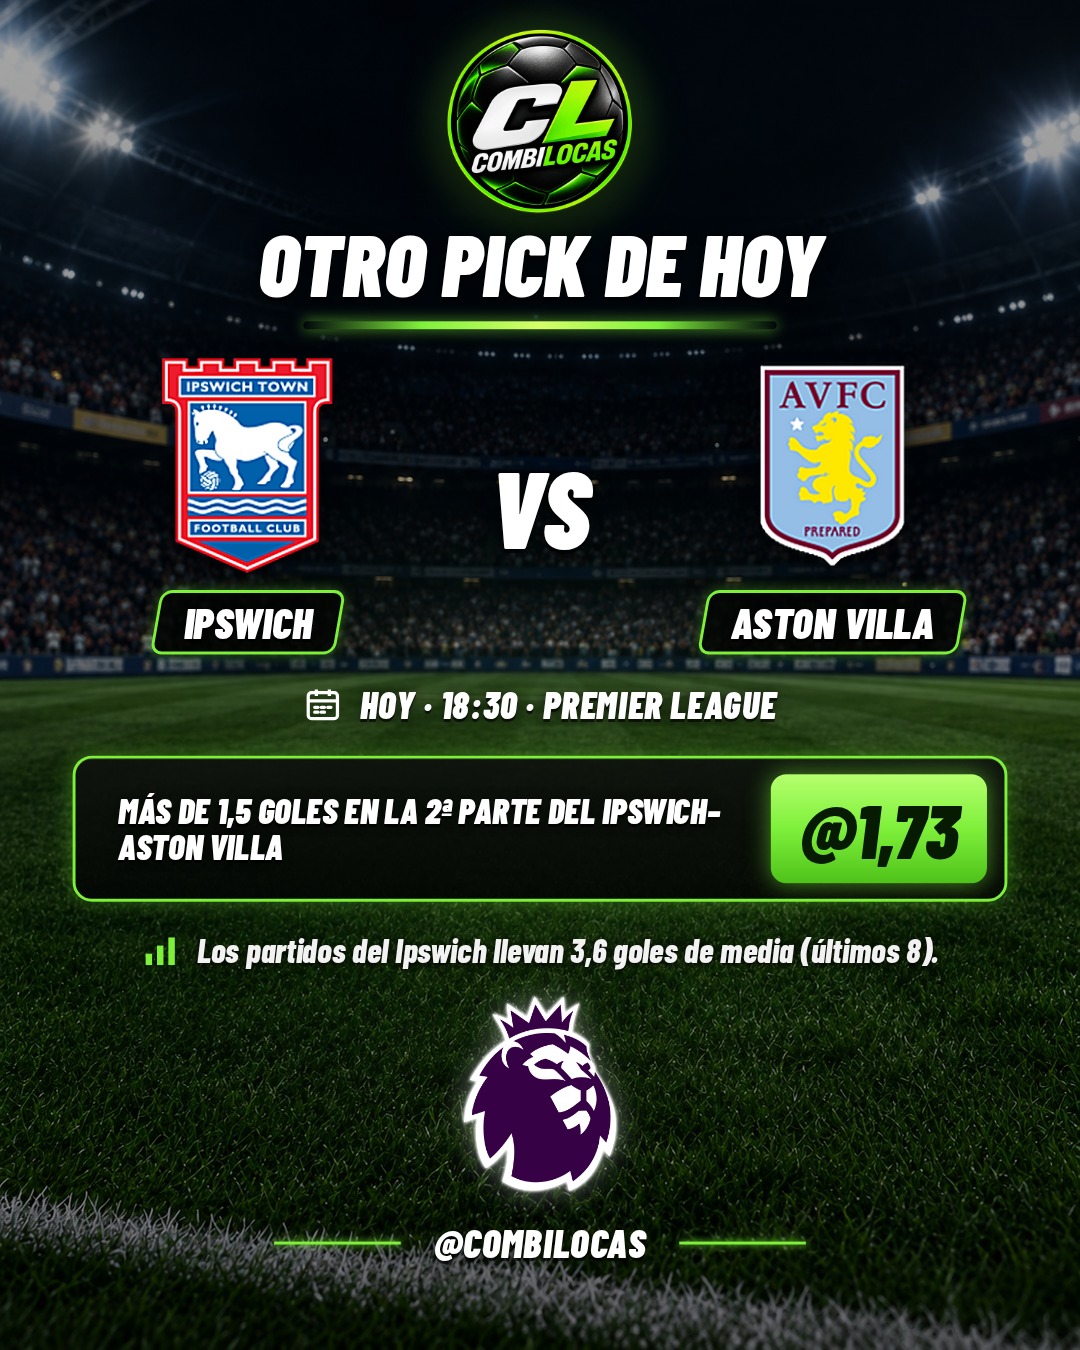 CL
COMBILOCAS
OTRO PICK DE HOY
IPSWICH TOWN
FOOTBALL CLUB
AVFC
PREPARED
VS
IPSWICH
ASTON VILLA
HOY · 18:30 · PREMIER LEAGUE
MÁS DE 1,5 GOLES EN LA 2ª PARTE DEL IPSWICH-
ASTON VILLA
@1,73
Los partidos del Ipswich llevan 3,6 goles de media (últimos 8).
@COMBILOCAS